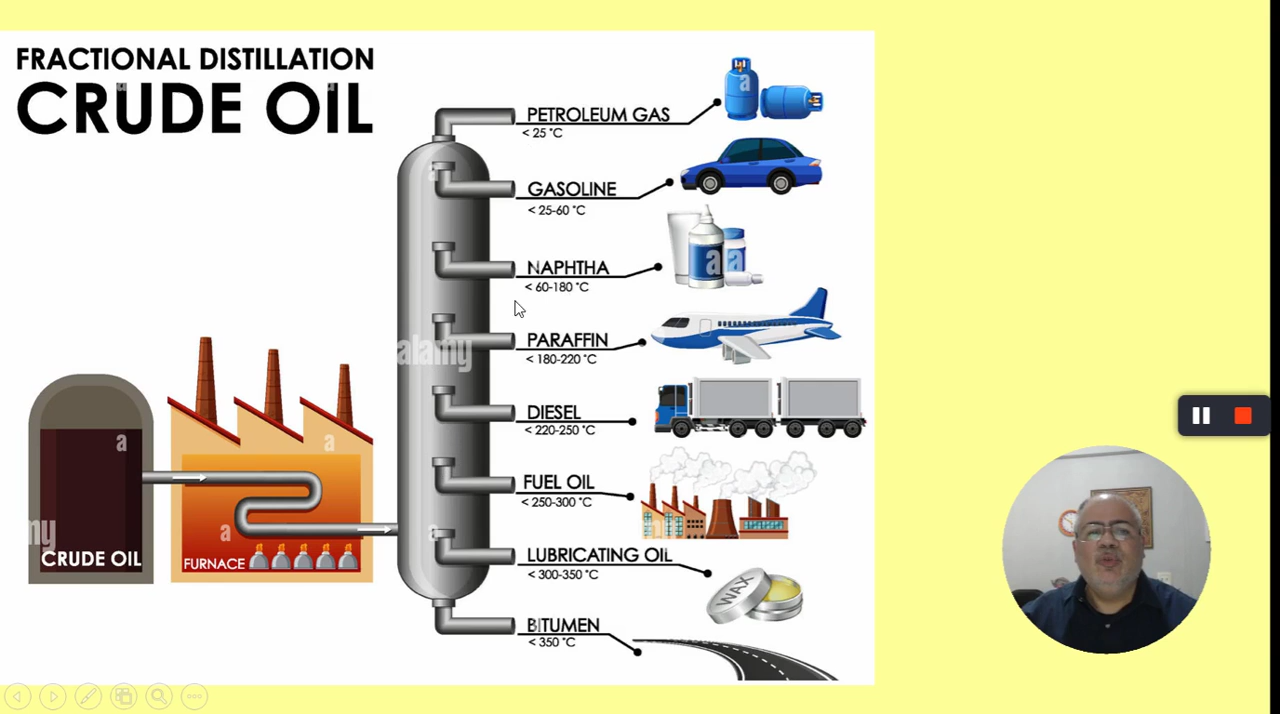 FRACTIONAL DISTILLATION
CRUDE OIL
PETROLEUM GAS
< 25 °C
GASOLINE
< 25-60 °C
NAPHTHA
< 60-180 °C
PARAFFIN
< 180-220 °C
DIESEL
< 220-250 °C
FUEL OIL
< 250-300 °C
LUBRICATING OIL
< 300-350 °C
WAX
BITUMEN
< 350 °C
CRUDE OIL
FURNACE
alamy
a
a
a
a